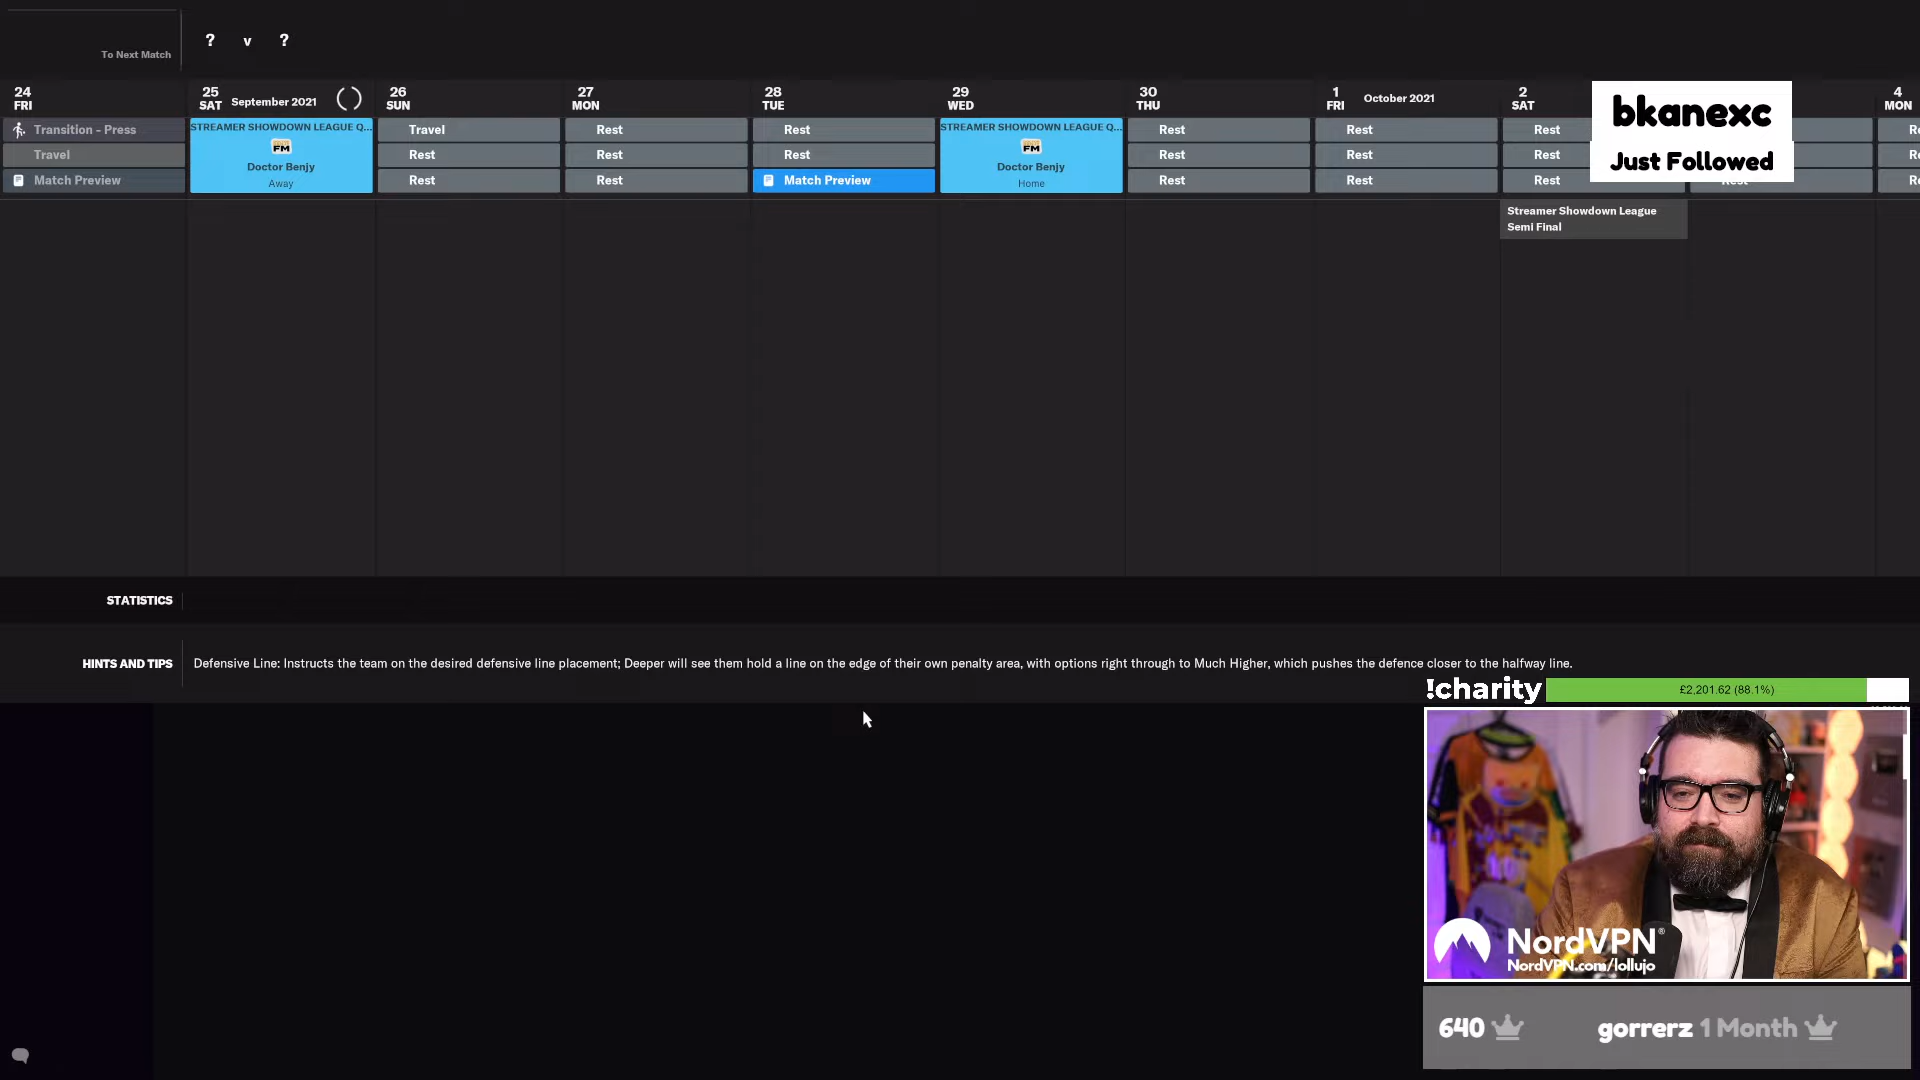 To Next Match
? v ?
24
FRI
25
SAT
September 2021
26
SUN
27
MON
28
TUE
29
WED
30
THU
1
FRI
October 2021
2
SAT
4
MON
Transition - Press
STREAMER SHOWDOWN LEAGUE Q...
Travel
Rest
Rest
STREAMER SHOWDOWN LEAGUE Q...
Rest
Rest
Rest
Travel
FM
Doctor Benjy
Rest
Rest
Rest
FM
Doctor Benjy
Rest
Rest
Rest
Match Preview
Away
Rest
Rest
Match Preview
Home
Rest
Rest
Rest
Rest
bkanexc
Just Followed
Streamer Showdown League
Semi Final
STATISTICS
HINTS AND TIPS
Defensive Line: Instructs the team on the desired defensive line placement; Deeper will see them hold a line on the edge of their own penalty area, with options right through to Much Higher, which pushes the defence closer to the halfway line.
!charity
£2,201.62 (88.1%)
NordVPN®
NordVPN.com/lollujo
640
gorrerz 1 Month